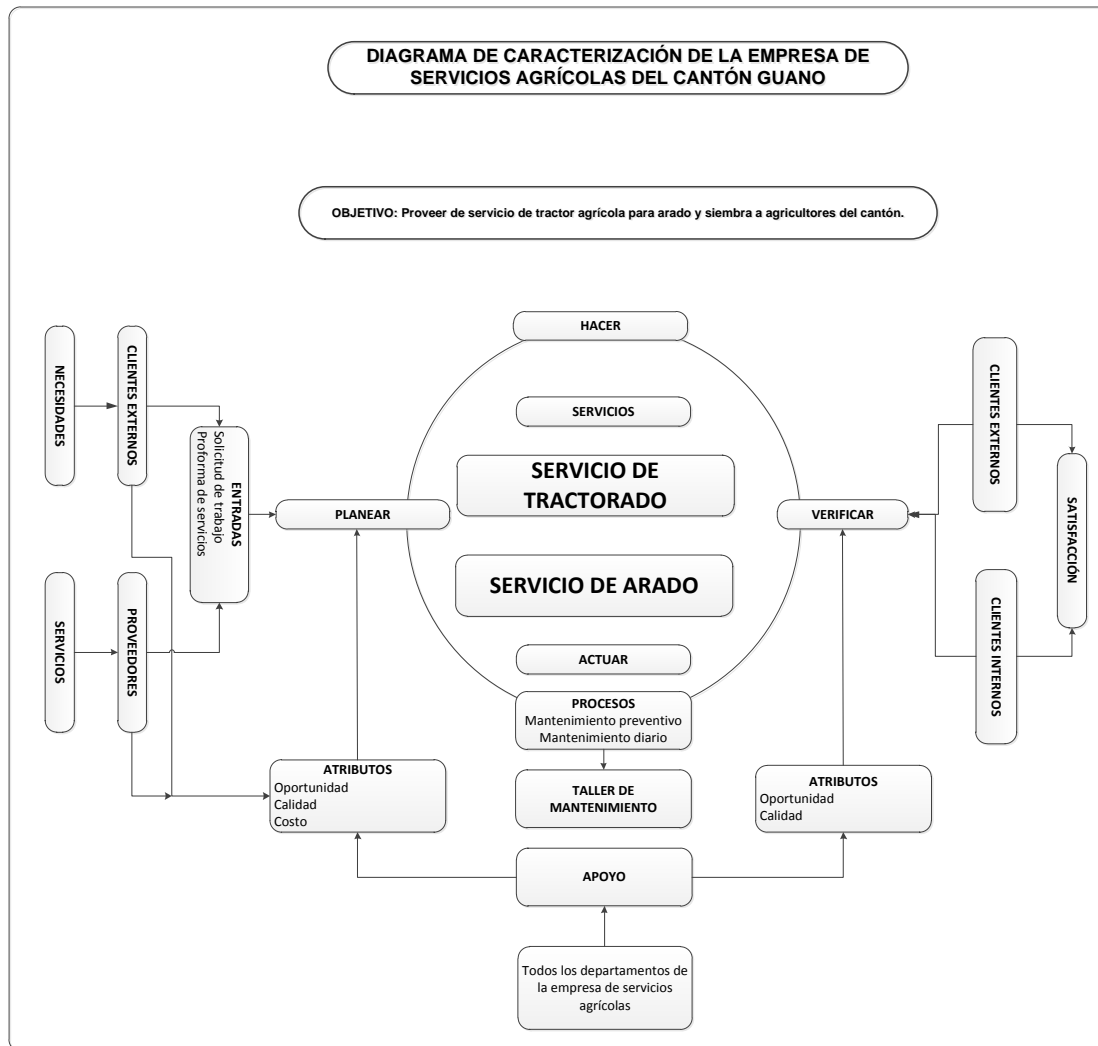 DIAGRAMA DE CARACTERIZACIÓN DE LA EMPRESA DE
SERVICIOS AGRÍCOLAS DEL CANTÓN GUANO
OBJETIVO: Proveer de servicio de tractor agrícola para arado y siembra a agricultores del cantón.
NECESIDADES
CLIENTES EXTERNOS
SERVICIOS
PROVEEDORES
ENTRADAS
Solicitud de trabajo
Proforma de servicios
PLANEAR
HACER
SERVICIOS
SERVICIO DE
TRACTORADO
SERVICIO DE ARADO
ACTUAR
PROCESOS
Mantenimiento preventivo
Mantenimiento diario
TALLER DE
MANTENIMIENTO
VERIFICAR
CLIENTES EXTERNOS
CLIENTES INTERNOS
SATISFACCIÓN
ATRIBUTOS
Oportunidad
Calidad
Costo
ATRIBUTOS
Oportunidad
Calidad
APOYO
Todos los departamentos de
la empresa de servicios
agrícolas